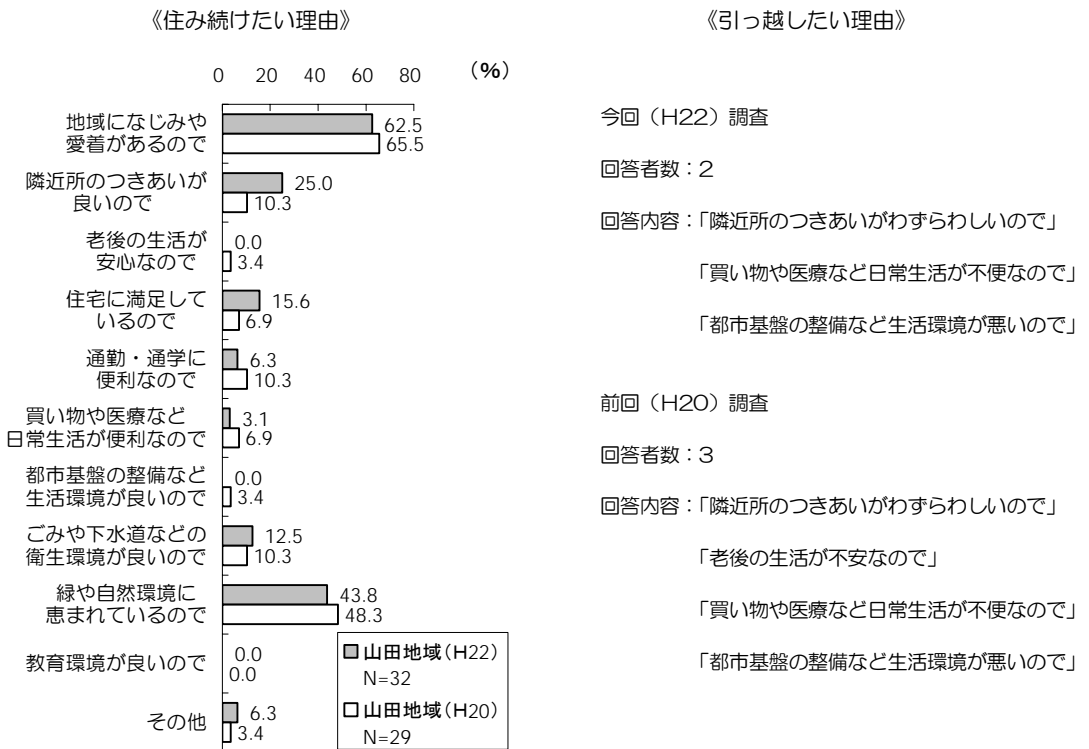 《住み続けたい理由》
0 20 40 60 80 (%)
地域になじみや
愛着があるので
62.5
65.5
隣近所のつきあいが
良いので
25.0
10.3
老後の生活が
安心なので
0.0
3.4
住宅に満足して
いるので
15.6
6.9
通勤・通学に
便利なので
6.3
10.3
買い物や医療など
日常生活が便利なので
3.1
6.9
都市基盤の整備など
生活環境が良いので
0.0
3.4
ごみや下水道などの
衛生環境が良いので
12.5
10.3
緑や自然環境に
恵まれているので
43.8
48.3
教育環境が良いので
0.0
0.0
その他
6.3
3.4
山田地域(H22)
N=32
山田地域(H20)
N=29
《引っ越したい理由》
今回(H22)調査
回答者数:2
回答内容:「隣近所のつきあいがわずらわしいので」
「買い物や医療など日常生活が不便なので」
「都市基盤の整備など生活環境が悪いので」
前回(H20)調査
回答者数:3
回答内容:「隣近所のつきあいがわずらわしいので」
「老後の生活が不安なので」
「買い物や医療など日常生活が不便なので」
「都市基盤の整備など生活環境が悪いので」